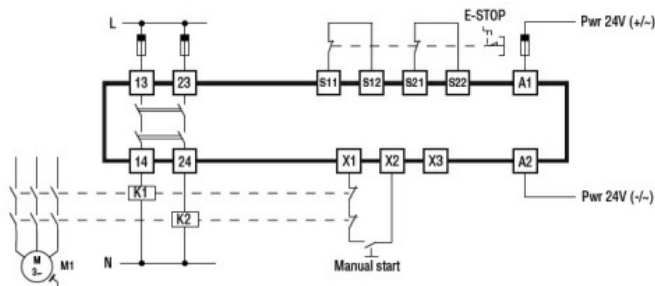 L
E-STOP
Pwr 24V (+/~)
13
23
S11
S12
S21
S22
A1
14
24
X1
X2
X3
A2
K1
K2
Pwr 24V (-/~)
M
3~
M1
N
Manual start